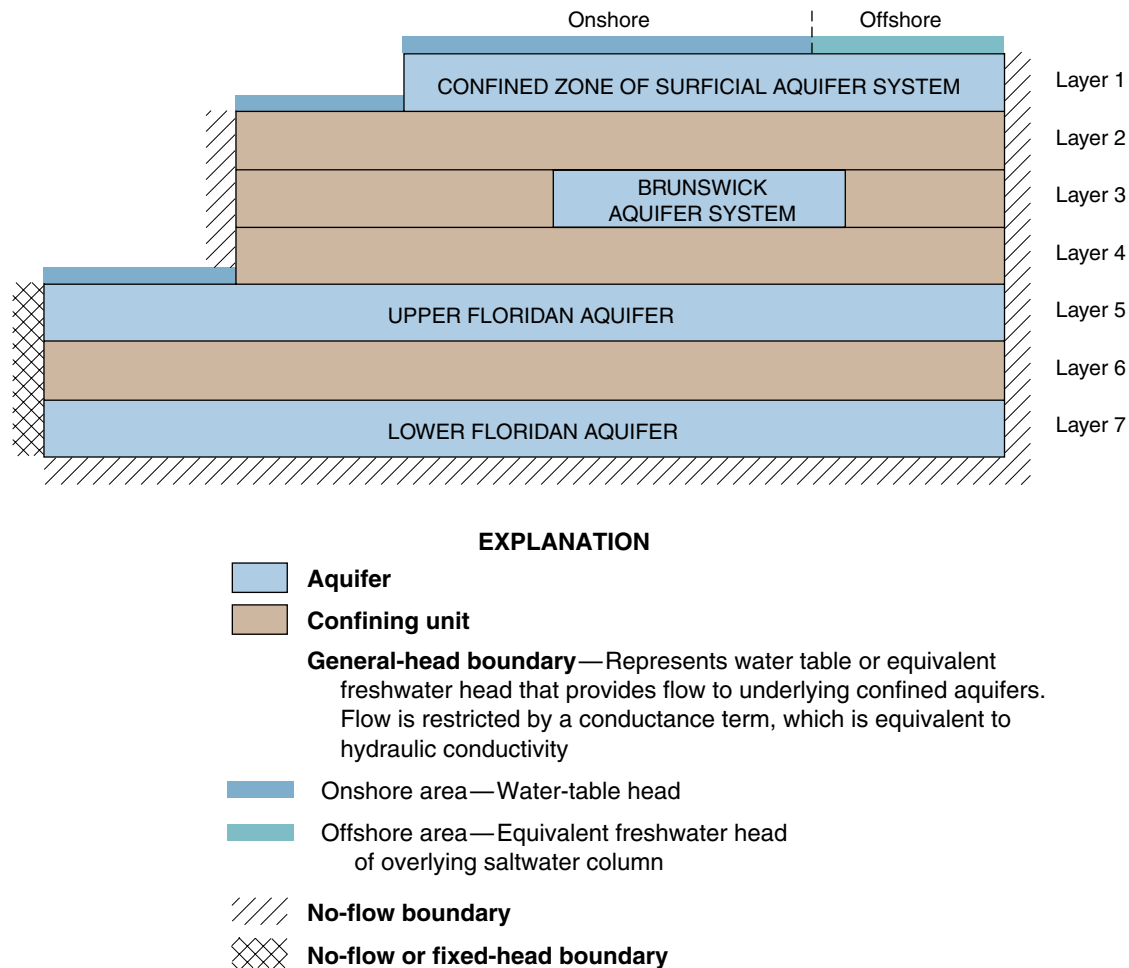 Onshore
Offshore
CONFINED ZONE OF SURFICIAL AQUIFER SYSTEM
Layer 1
Layer 2
BRUNSWICK
AQUIFER SYSTEM
Layer 3
Layer 4
UPPER FLORIDAN AQUIFER
Layer 5
Layer 6
LOWER FLORIDAN AQUIFER
Layer 7
EXPLANATION
Aquifer
Confining unit
General-head boundary—Represents water table or equivalent
freshwater head that provides flow to underlying confined aquifers.
Flow is restricted by a conductance term, which is equivalent to
hydraulic conductivity
Onshore area—Water-table head
Offshore area—Equivalent freshwater head
of overlying saltwater column
No-flow boundary
No-flow or fixed-head boundary